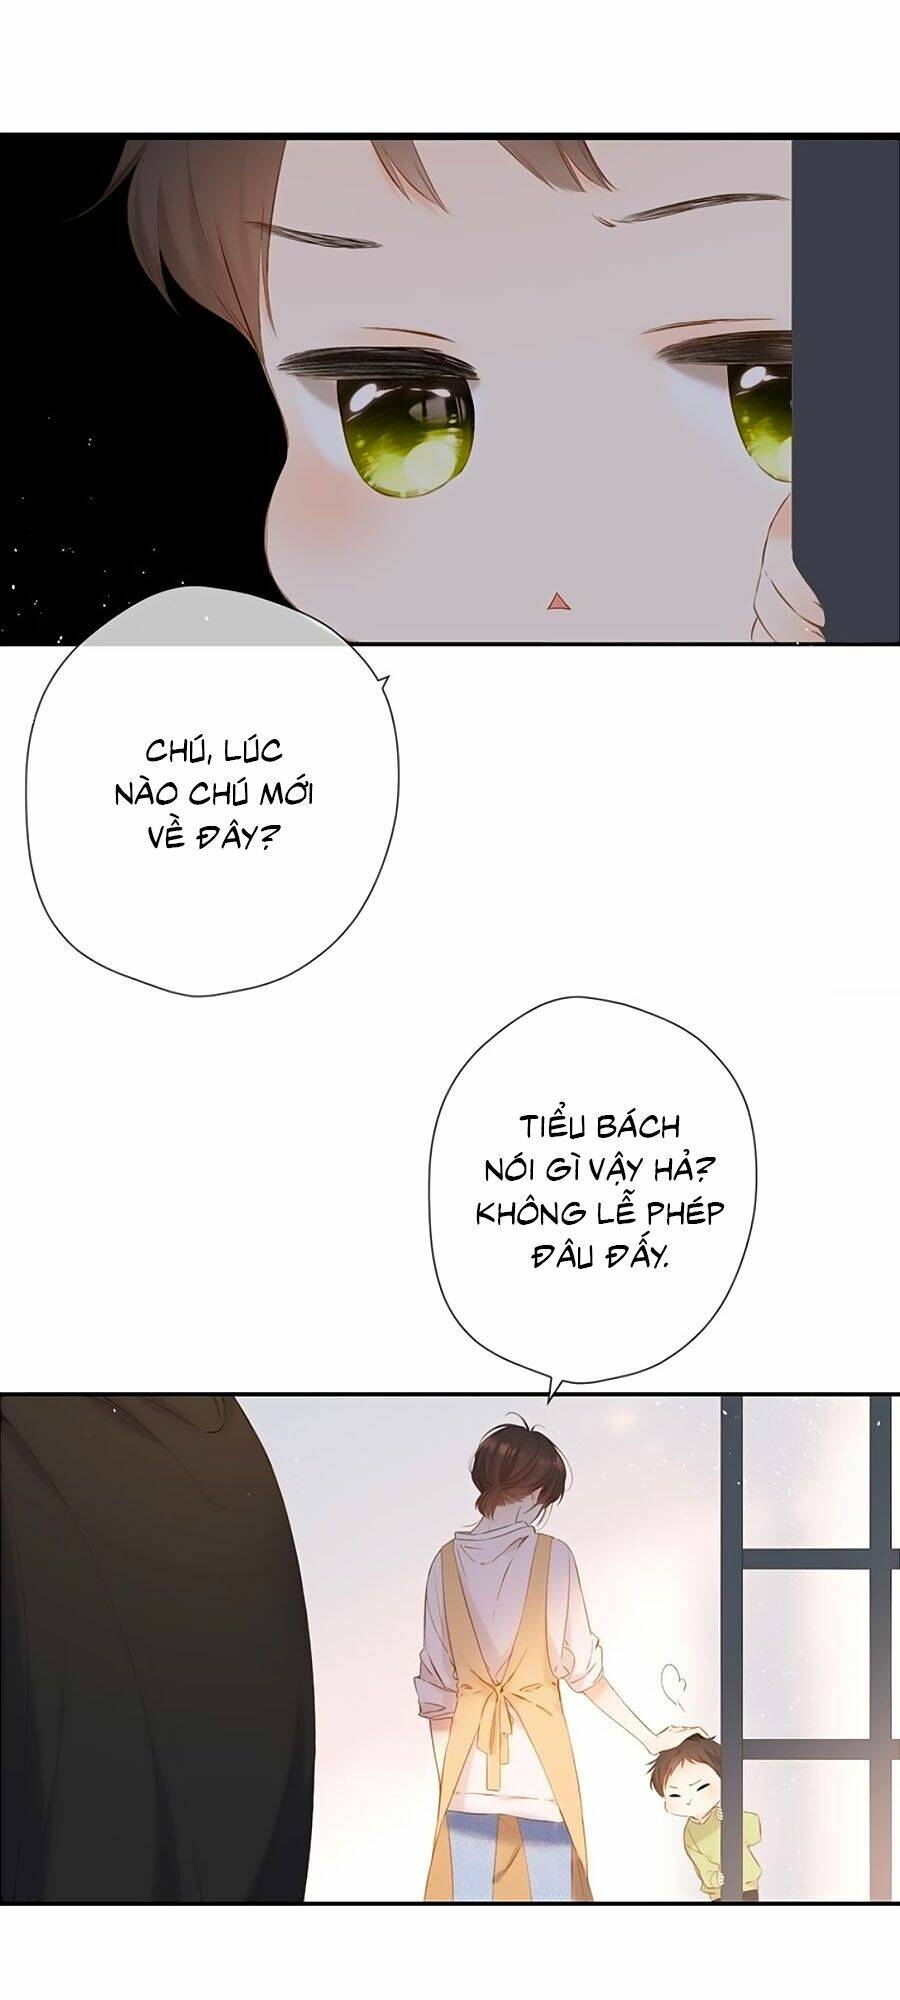 CHÚ, LÚC
NÀO CHÚ MỚI
VỀ ĐÂY?
TIỂU BÁCH
NÓI GÌ VẬY HẢ?
KHÔNG LỄ PHÉP
ĐÂU ĐẤY.